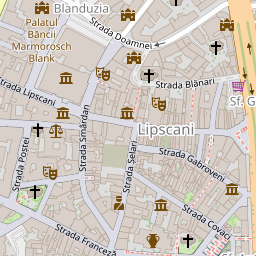 Blanduzia
Palatul
Băncii
Marmorosch
Blank
Strada Doamnei
Strada Blănari
Strada Lipscani
Sf. G
Lipscani
Strada Smârdan
Strada Poștei
Strada Șelari
Strada Gabroveni
Strada Covaci
Strada Franceză